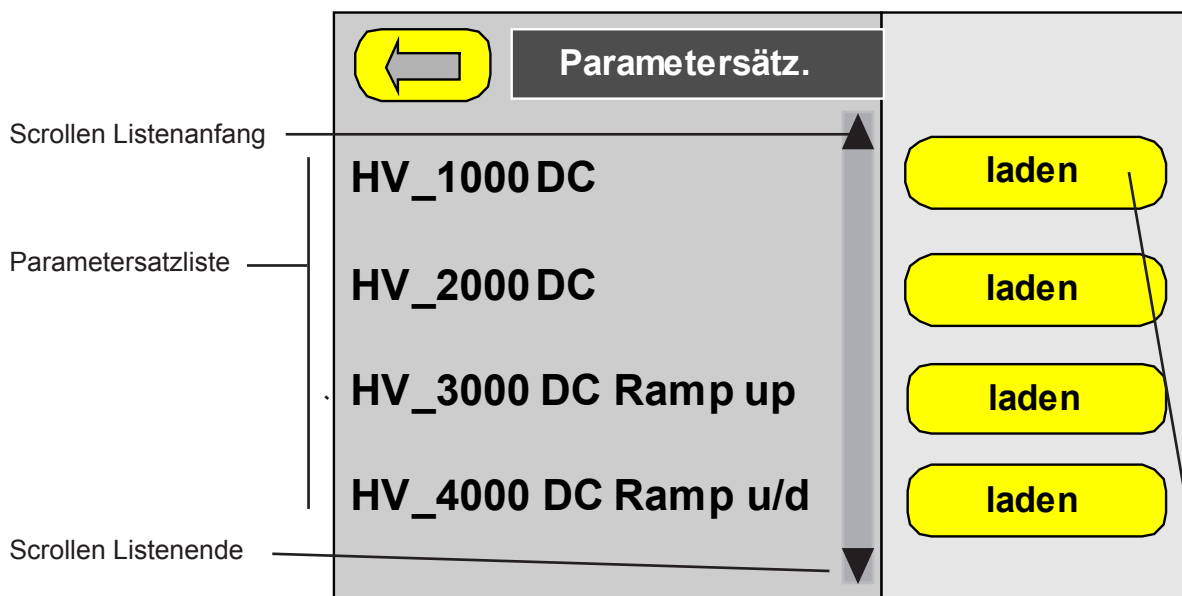 Parametersätz.
Scrollen Listenanfang
HV_1000 DC
laden
Parametersatzliste
HV_2000 DC
laden
HV_3000 DC Ramp up
laden
HV_4000 DC Ramp u/d
laden
Scrollen Listenende